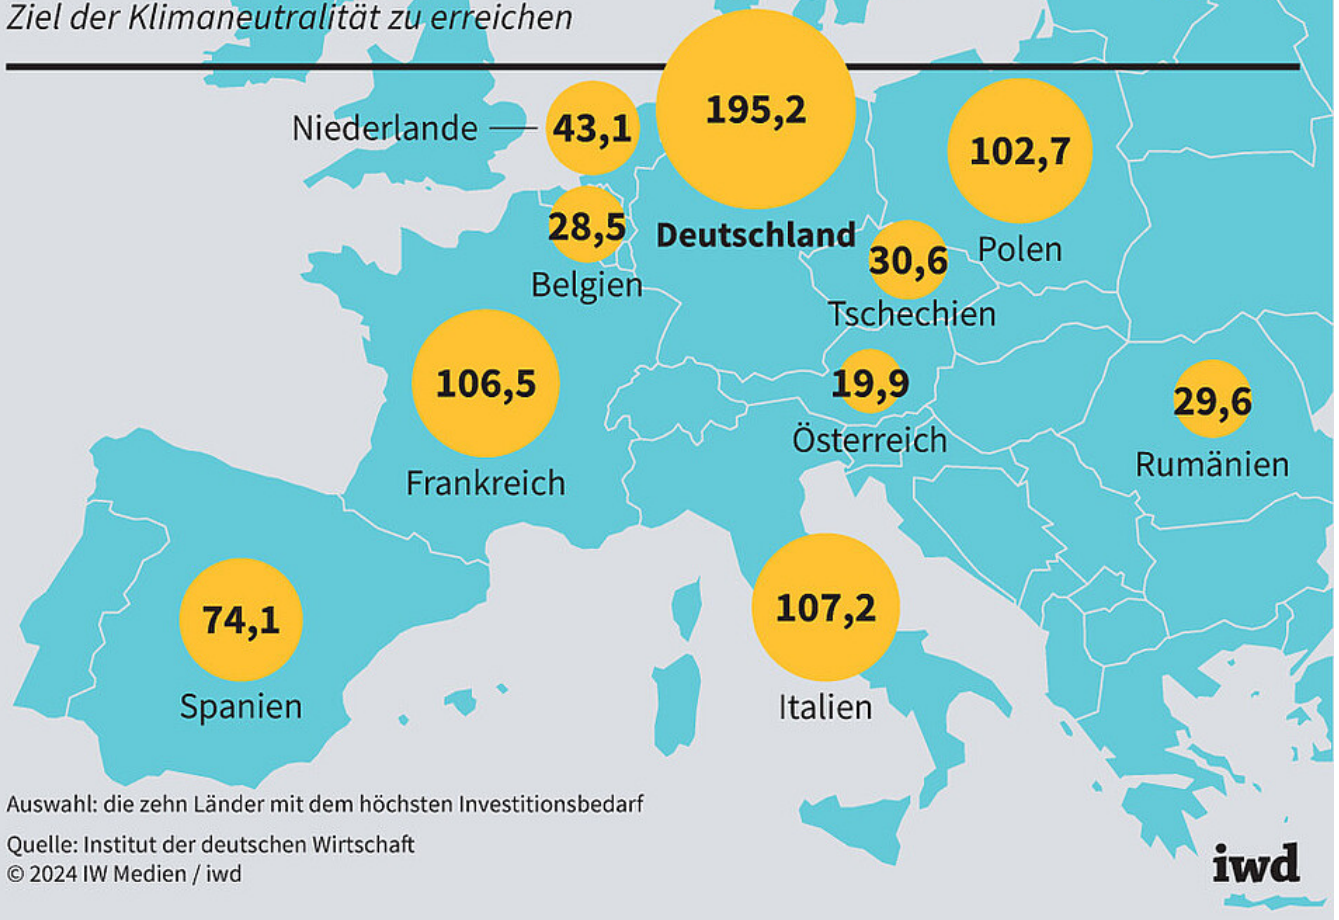 Ziel der Klimaneutralität zu erreichen
195,2
Niederlande
43,1
102,7
28,5
Deutschland
30,6
Polen
Belgien
Tschechien
106,5
19,9
29,6
Österreich
Rumänien
Frankreich
74,1
107,2
Spanien
Italien
Auswahl: die zehn Länder mit dem höchsten Investitionsbedarf
Quelle: Institut der deutschen Wirtschaft
© 2024 IW Medien / iwd
iwd